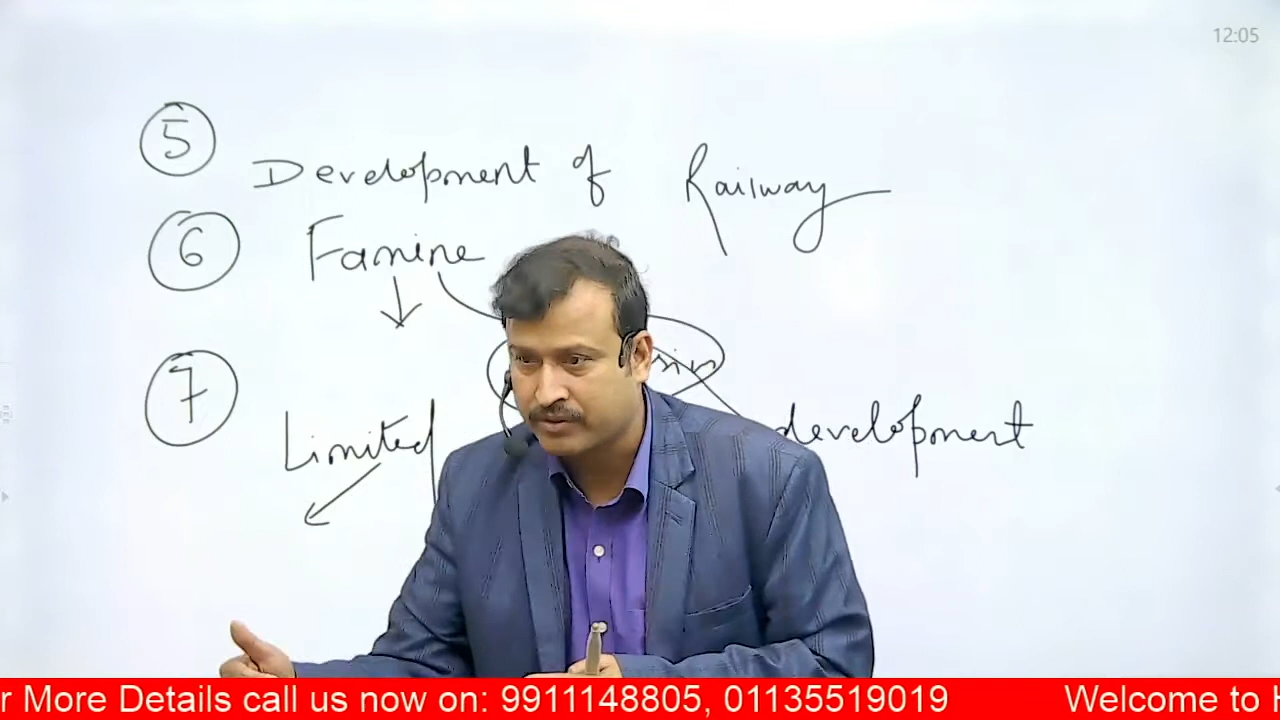 12:05
5 Development of Railway
6 Famine
7 Limited development
r More Details call us now on: 9911148805, 01135519019 Welcome to H